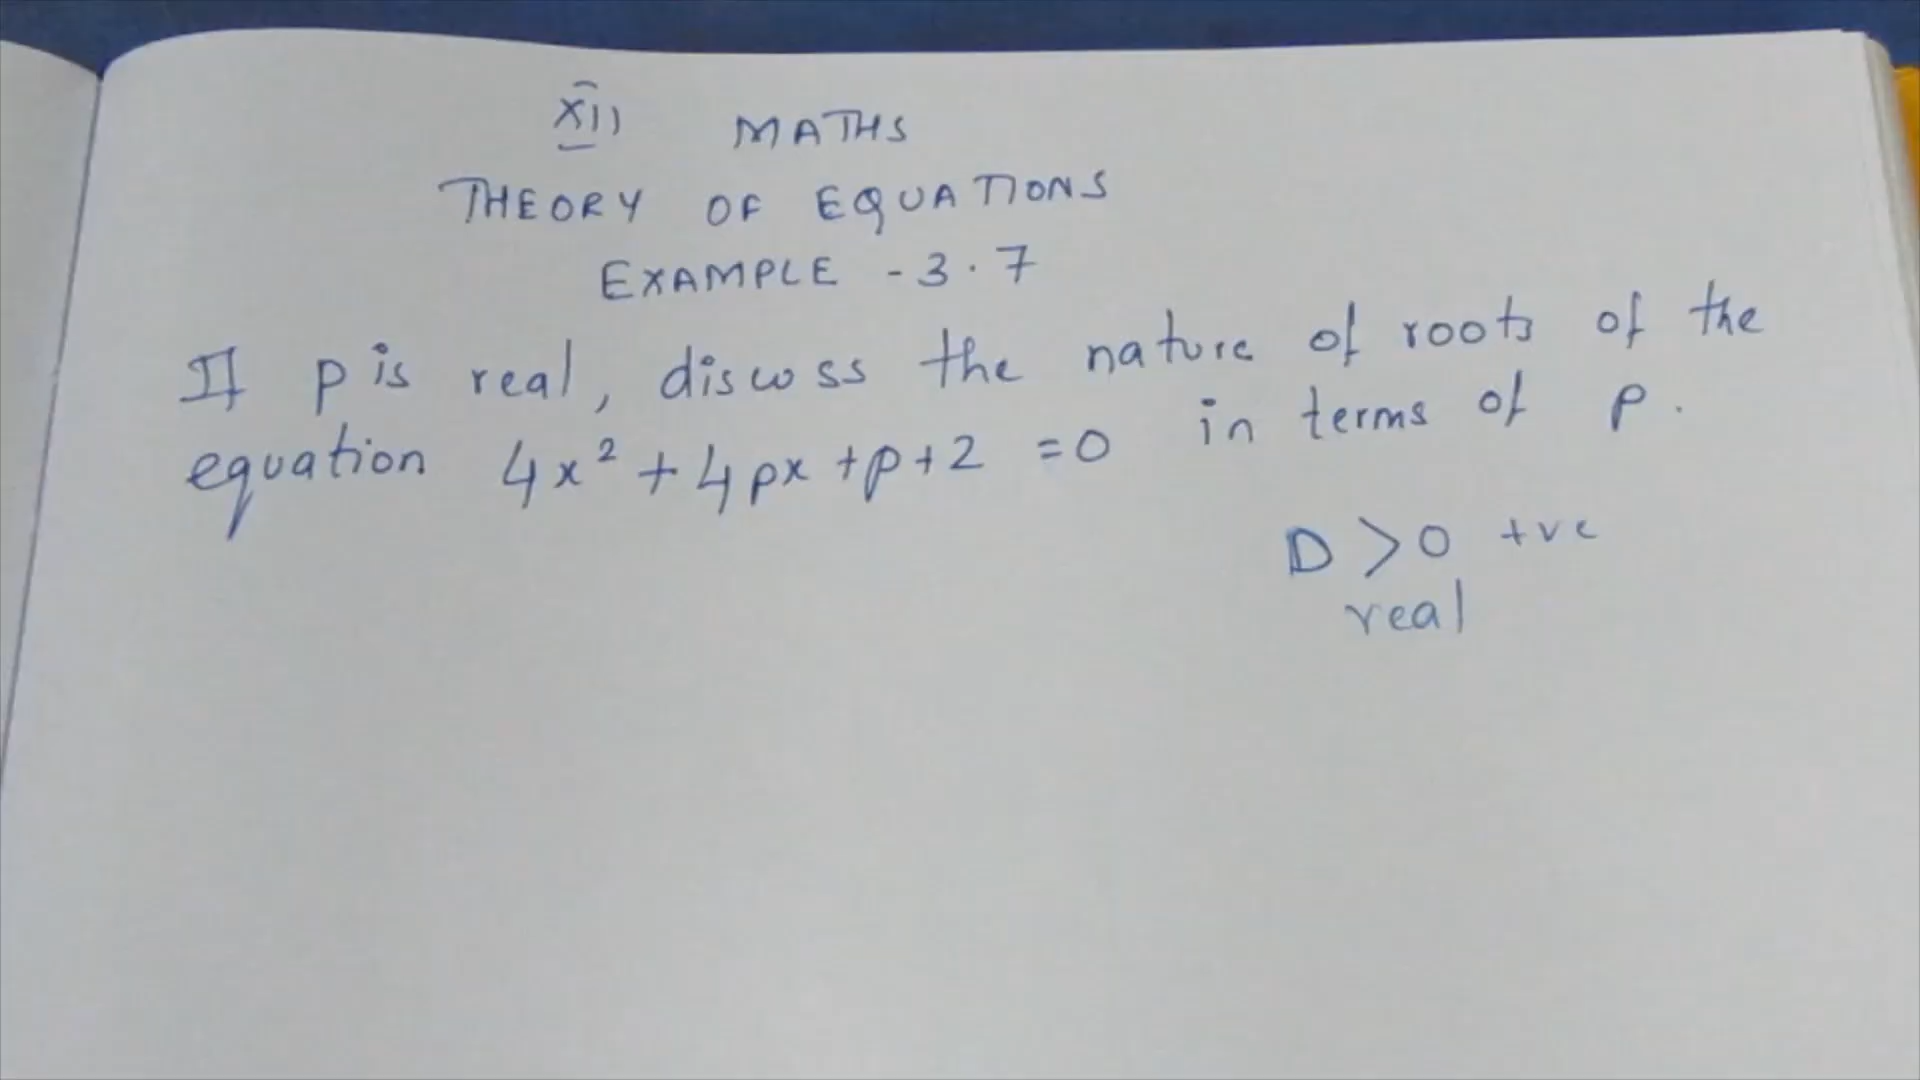 XII MATHS
THEORY OF EQUATIONS
EXAMPLE - 3.7
If p is real, discuss the nature of roots of the
equation 4x² + 4px + p + 2 = 0 in terms of p.
D > 0 +ve
real